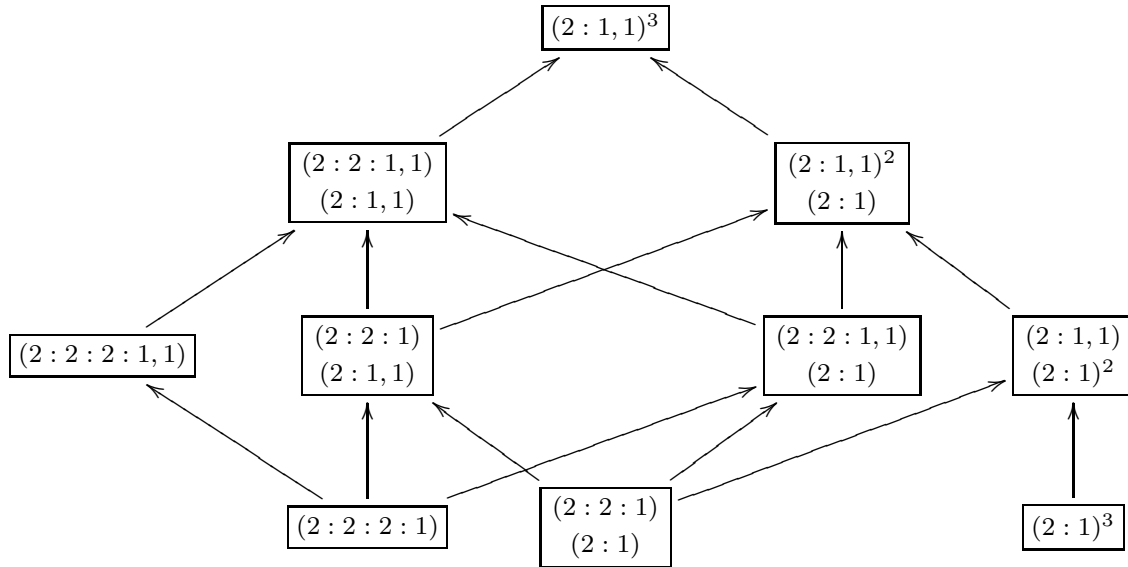 (2 : 1, 1)³
(2 : 2 : 1, 1)
(2 : 1, 1)
(2 : 1, 1)²
(2 : 1)
(2 : 2 : 2 : 1, 1)
(2 : 2 : 1)
(2 : 1, 1)
(2 : 2 : 1, 1)
(2 : 1)
(2 : 1, 1)
(2 : 1)²
(2 : 2 : 2 : 1)
(2 : 2 : 1)
(2 : 1)
(2 : 1)³